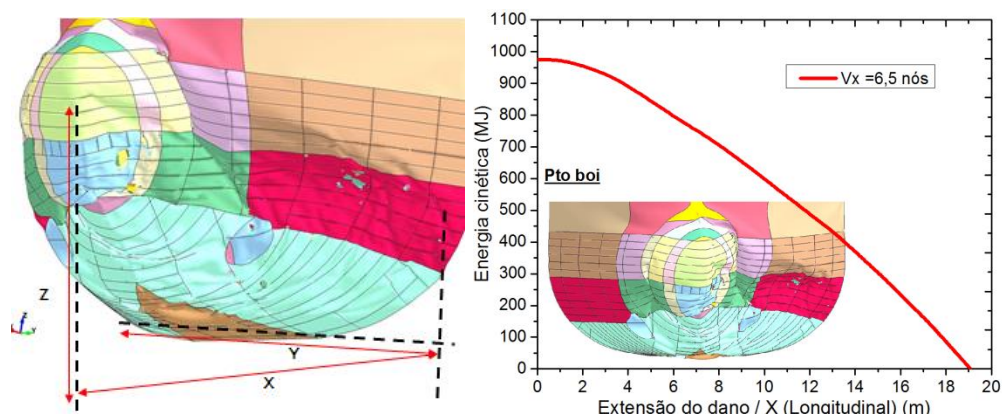 Z
Y
X
z
Y
1100
1000
900
800
700
600
500
400
300
200
100
0
Energia cinética (MJ)
Vx =6,5 nós
Pto boi
0 2 4 6 8 10 12 14 16 18 20
Extensão do dano / X (Longitudinal) (m)